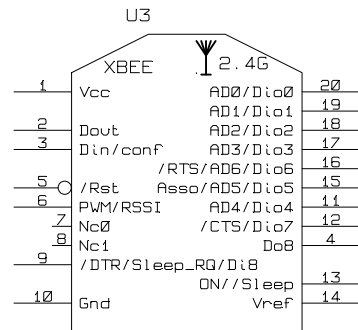 U3
XBEE 2.4G
1 Vcc AD0/Dio0 20
AD1/Dio1 19
2 Dout AD2/Dio2 18
3 Din/conf AD3/Dio3 17
/RTS/AD6/Dio6 16
5 /Rst Asso/AD5/Dio5 15
6 PWM/RSSI AD4/Dio4 11
7 Nc0 /CTS/Dio7 12
8 Nc1 Do8 4
9 /DTR/Sleep_RQ/Di8
ON//Sleep 13
10 Gnd Vref 14